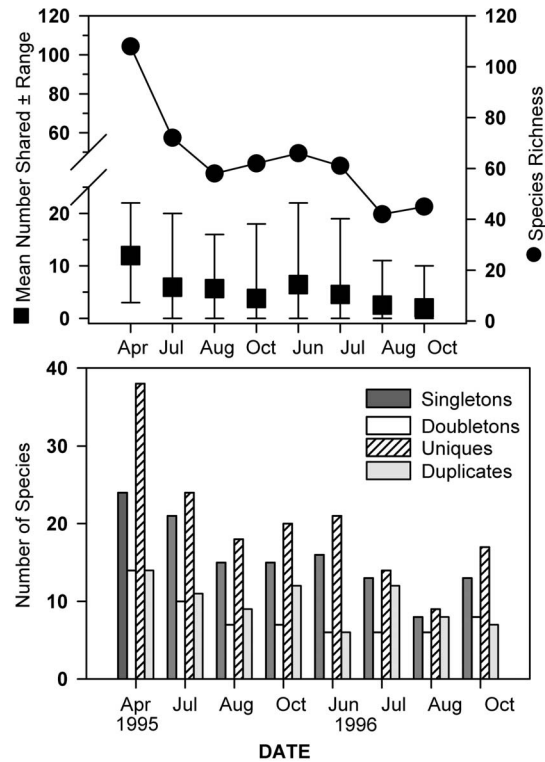 Mean Number Shared ± Range
120
100
80
60
20
10
0
120
100
80
60
40
20
0
Species Richness
Apr Jul Aug Oct Jun Jul Aug Oct
Number of Species
40
30
20
10
0
Singletons
Doubletons
Uniques
Duplicates
Apr Jul Aug Oct Jun Jul Aug Oct
1995 1996
DATE